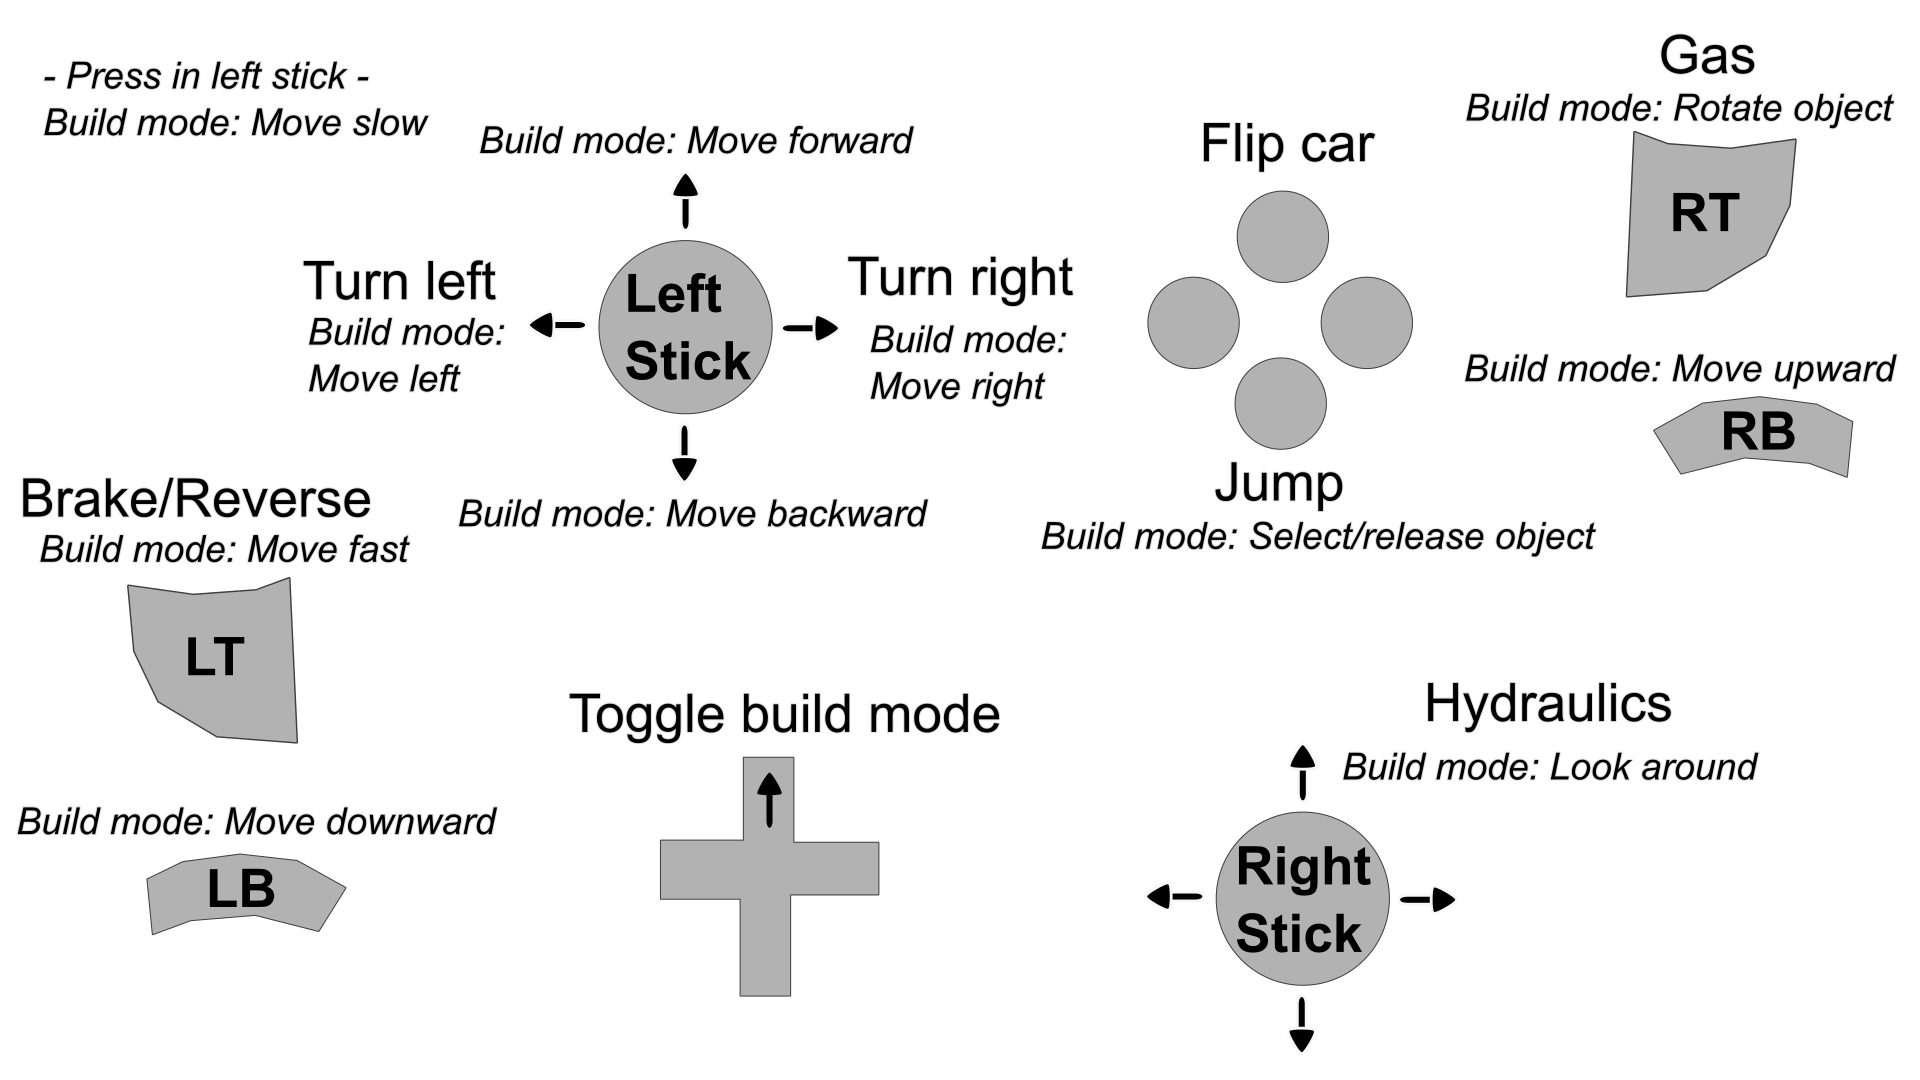 - Press in left stick -
Build mode: Move slow
Build mode: Move forward
Turn left
Build mode:
Move left
Left
Stick
Turn right
Build mode:
Move right
Build mode: Move backward
Flip car
Jump
Build mode: Select/release object
Gas
Build mode: Rotate object
RT
Build mode: Move upward
RB
Brake/Reverse
Build mode: Move fast
LT
Build mode: Move downward
LB
Toggle build mode
Hydraulics
Build mode: Look around
Right
Stick